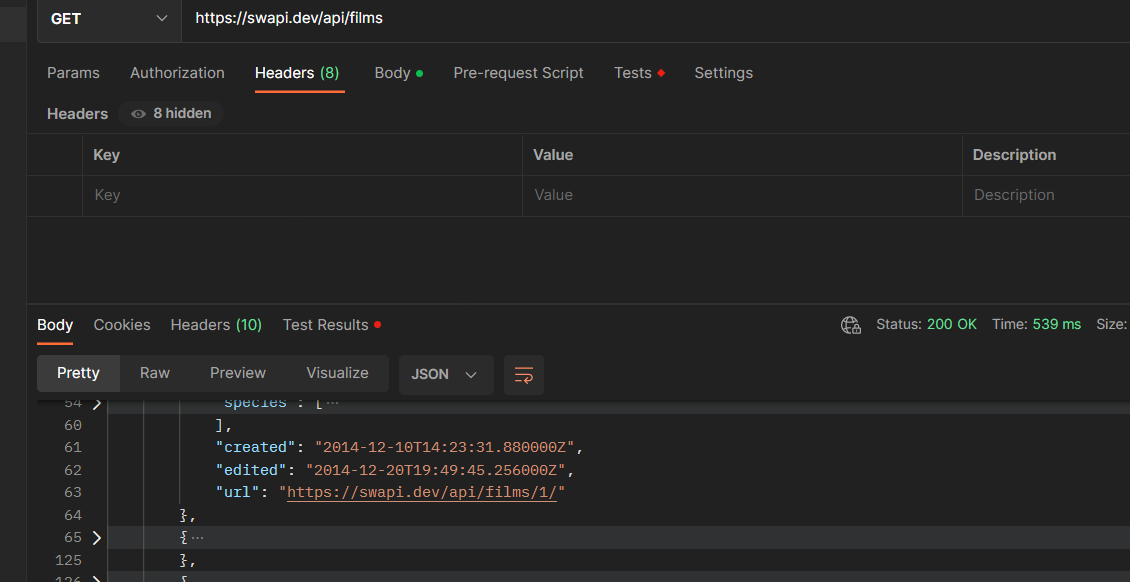 GET https://swapi.dev/api/films
Params Authorization Headers (8) Body Pre-request Script Tests Settings
Headers 8 hidden
Key Value Description
Key Value Description
Body Cookies Headers (10) Test Results Status: 200 OK Time: 539 ms Size:
Pretty Raw Preview Visualize JSON
54 "species": [···
60 ],
61 "created": "2014-12-10T14:23:31.880000Z",
62 "edited": "2014-12-20T19:49:45.256000Z",
63 "url": "https://swapi.dev/api/films/1/"
64 },
65 {···
125 },
126 {